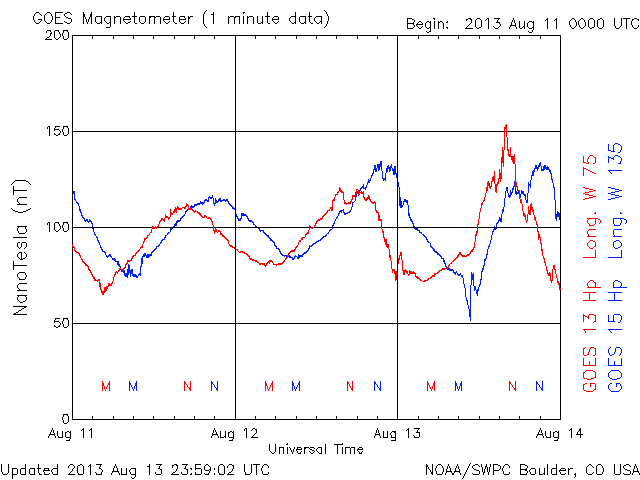 GOES Magnetometer (1 minute data)
Begin: 2013 Aug 11 0000 UTC
200
150
100
50
0
NanoTesla (nT)
M M N N M M N N M M N N
Aug 11 Aug 12 Aug 13 Aug 14
Universal Time
GOES 13 Hp Long. W 75
GOES 15 Hp Long. W 135
Updated 2013 Aug 13 23:59:02 UTC
NOAA/SWPC Boulder, CO USA